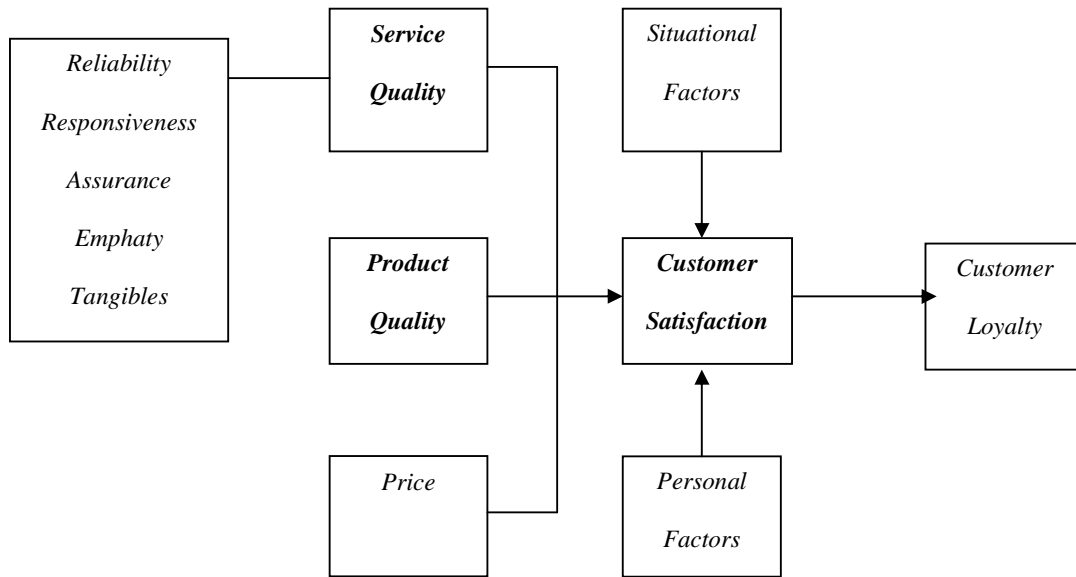 Reliability
Responsiveness
Assurance
Emphaty
Tangibles
Service
Quality
Product
Quality
Price
Situational
Factors
Customer
Satisfaction
Personal
Factors
Customer
Loyalty